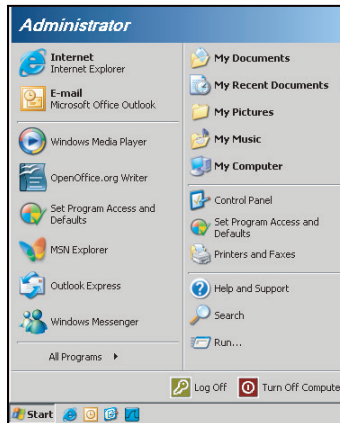 Administrator
Internet
Internet Explorer
E-mail
Microsoft Office Outlook
Windows Media Player
OpenOffice.org Writer
Set Program Access and
Defaults
MSN Explorer
Outlook Express
Windows Messenger
All Programs
My Documents
My Recent Documents
My Pictures
My Music
My Computer
Control Panel
Set Program Access and
Defaults
Printers and Faxes
Help and Support
Search
Run...
Log Off
Turn Off Compute
Start